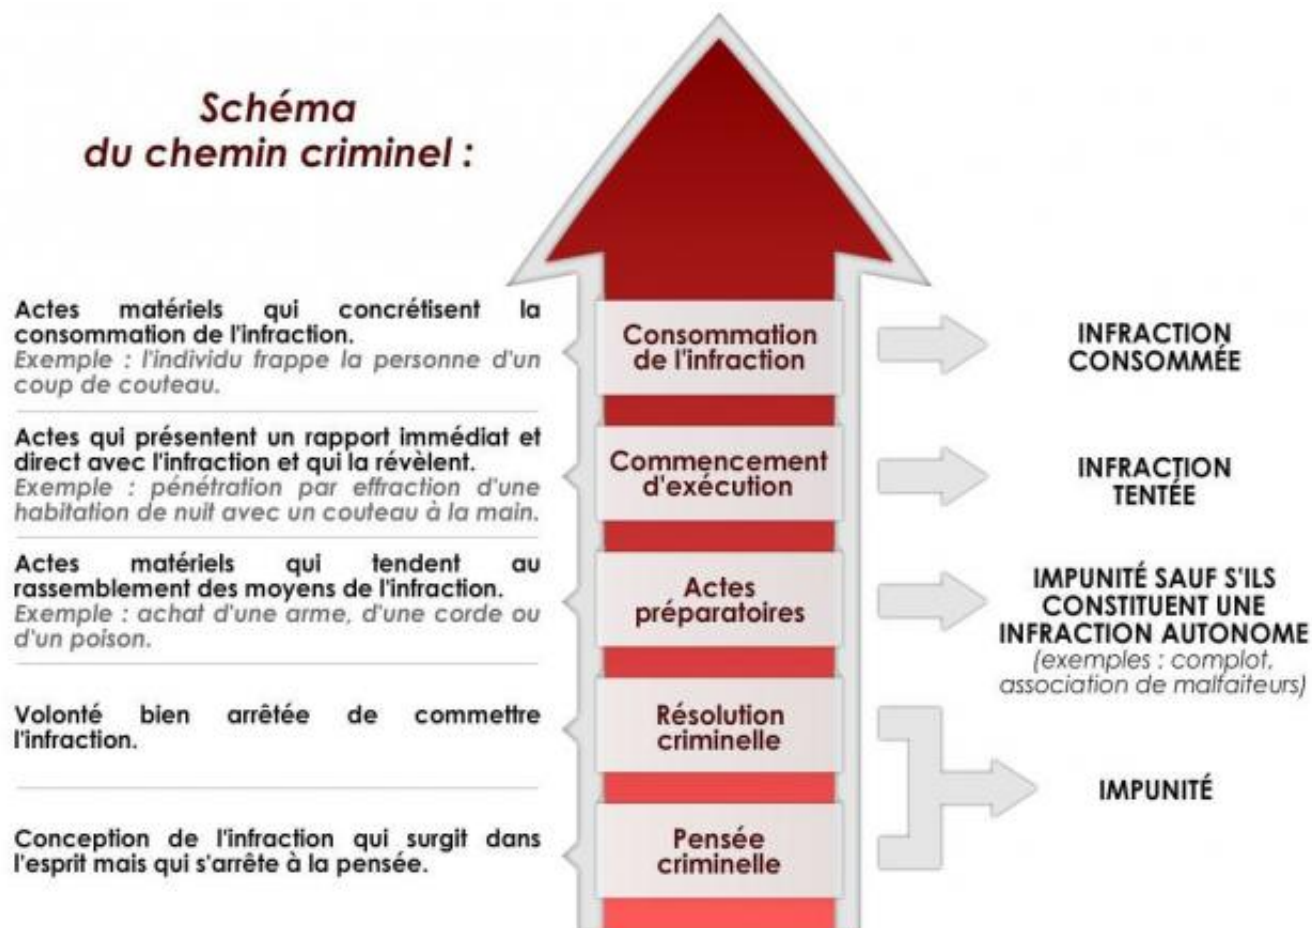 Schéma
du chemin criminel :
Actes matériels qui concrétisent la
consommation de l'infraction.
Exemple : l'individu frappe la personne d'un
coup de couteau.
Consommation
de l'infraction
INFRACTION
CONSOMMÉE
Actes qui présentent un rapport immédiat et
direct avec l'infraction et qui la révèlent.
Exemple : pénétration par effraction d'une
habitation de nuit avec un couteau à la main.
Commencement
d'exécution
INFRACTION
TENTÉE
Actes matériels qui tendent au
rassemblement des moyens de l'infraction.
Exemple : achat d'une arme, d'une corde ou
d'un poison.
Actes
préparatoires
IMPUNITÉ SAUF S'ILS
CONSTITUENT UNE
INFRACTION AUTONOME
(exemples : complot,
association de malfaiteurs)
Volonté bien arrêtée de commettre
l'infraction.
Résolution
criminelle
Conception de l'infraction qui surgit dans
l'esprit mais qui s'arrête à la pensée.
Pensée
criminelle
IMPUNITÉ